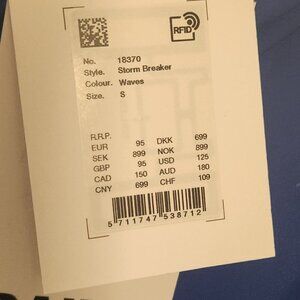 RFID
No. 18370
Style. Storm Breaker
Colour. Waves
Size. S
R.R.P.
EUR 95 DKK 699
SEK 899 NOK 899
GBP 95 USD 125
CAD 150 AUD 180
CNY 699 CHF 109
5 711747 538712